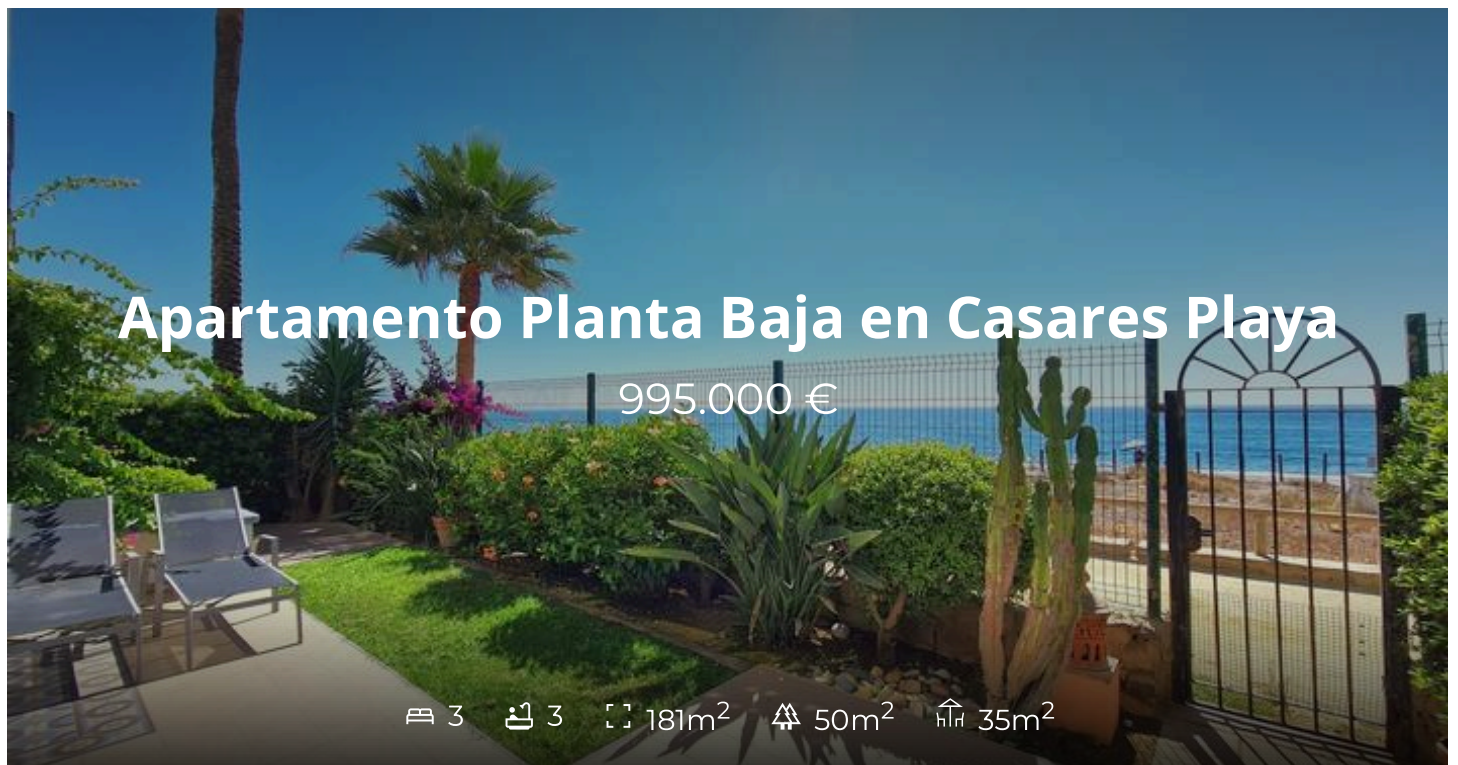 Apartamento Planta Baja en Casares Playa
995.000 €
3 3 181m² 50m² 35m²